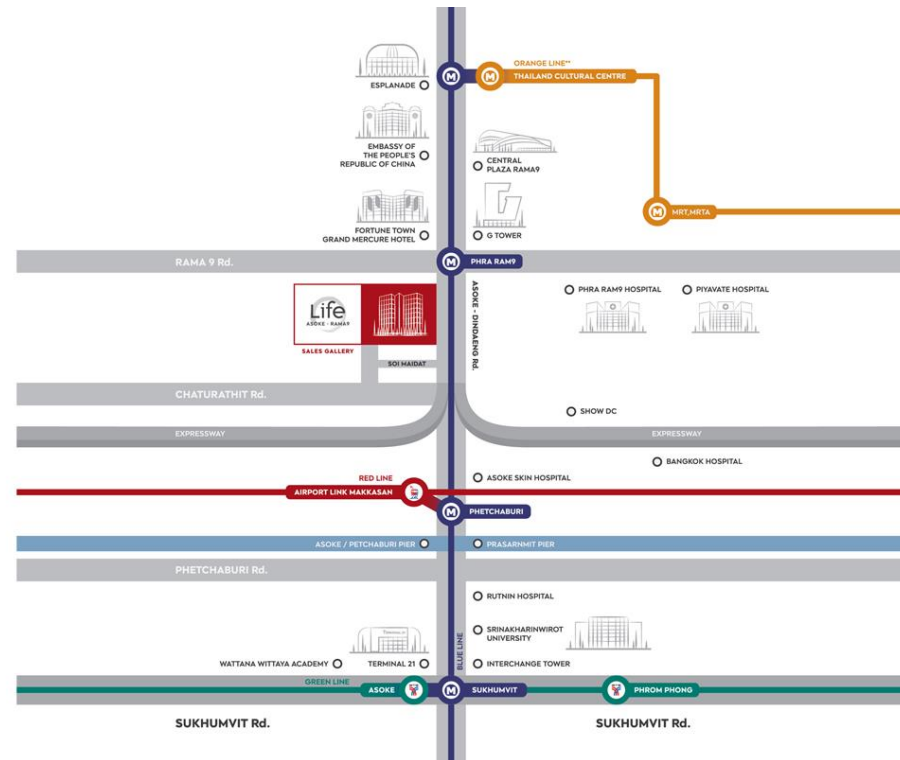 ORANGE LINE**
THAILAND CULTURAL CENTRE
ESPLANADE
EMBASSY OF
THE PEOPLE'S
REPUBLIC OF CHINA
CENTRAL
PLAZA RAMA9
MRT,MRTA
FORTUNE TOWN
GRAND MERCURE HOTEL
G TOWER
RAMA 9 Rd.
PHRA RAM9
ASOKE - DINDAENG Rd.
PHRA RAM9 HOSPITAL
PIYAVATE HOSPITAL
Life
ASOKE - RAMA9
SALES GALLERY
SOI MAIDAT
CHATURATHIT Rd.
SHOW DC
EXPRESSWAY
EXPRESSWAY
BANGKOK HOSPITAL
RED LINE
ASOKE SKIN HOSPITAL
AIRPORT LINK MAKKASAN
PHETCHABURI
ASOKE / PETCHABURI PIER
PRASARNMIT PIER
PHETCHABURI Rd.
RUTNIN HOSPITAL
SRINAKHARINWIROT
UNIVERSITY
BLUE LINE
WATTANA WITTAYA ACADEMY
TERMINAL 21
INTERCHANGE TOWER
GREEN LINE
ASOKE
SUKHUMVIT
PHROM PHONG
SUKHUMVIT Rd.
SUKHUMVIT Rd.